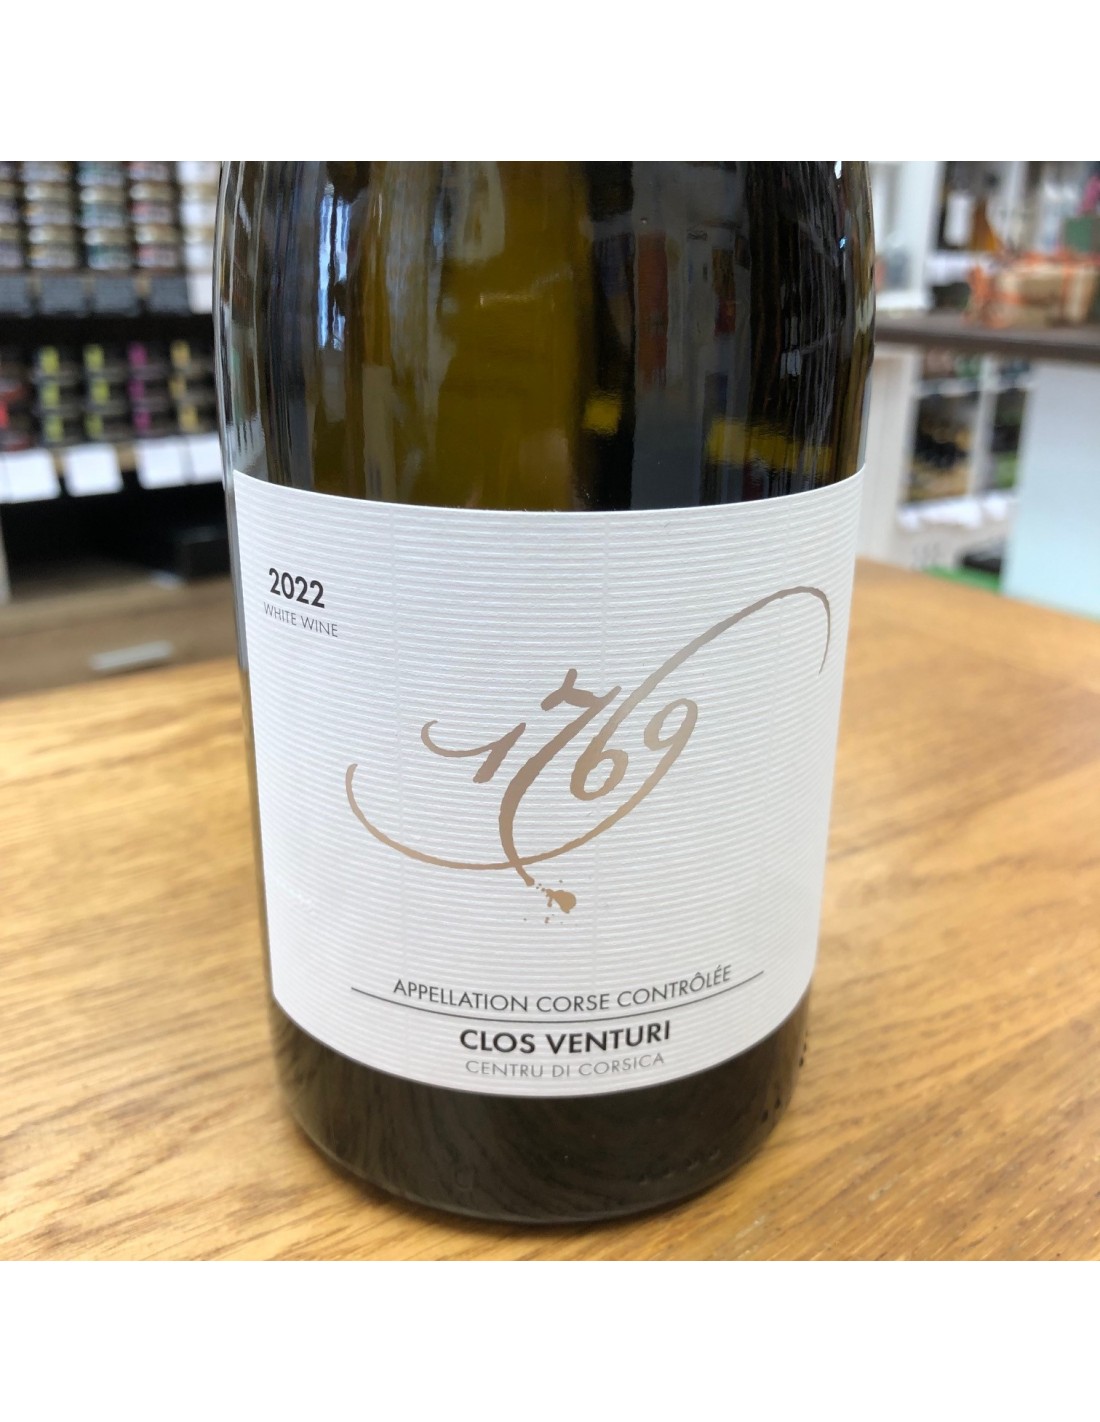 2022
WHITE WINE
1769
APPELLATION CORSE CONTRÔLÉE
CLOS VENTURI
CENTRU DI CORSICA